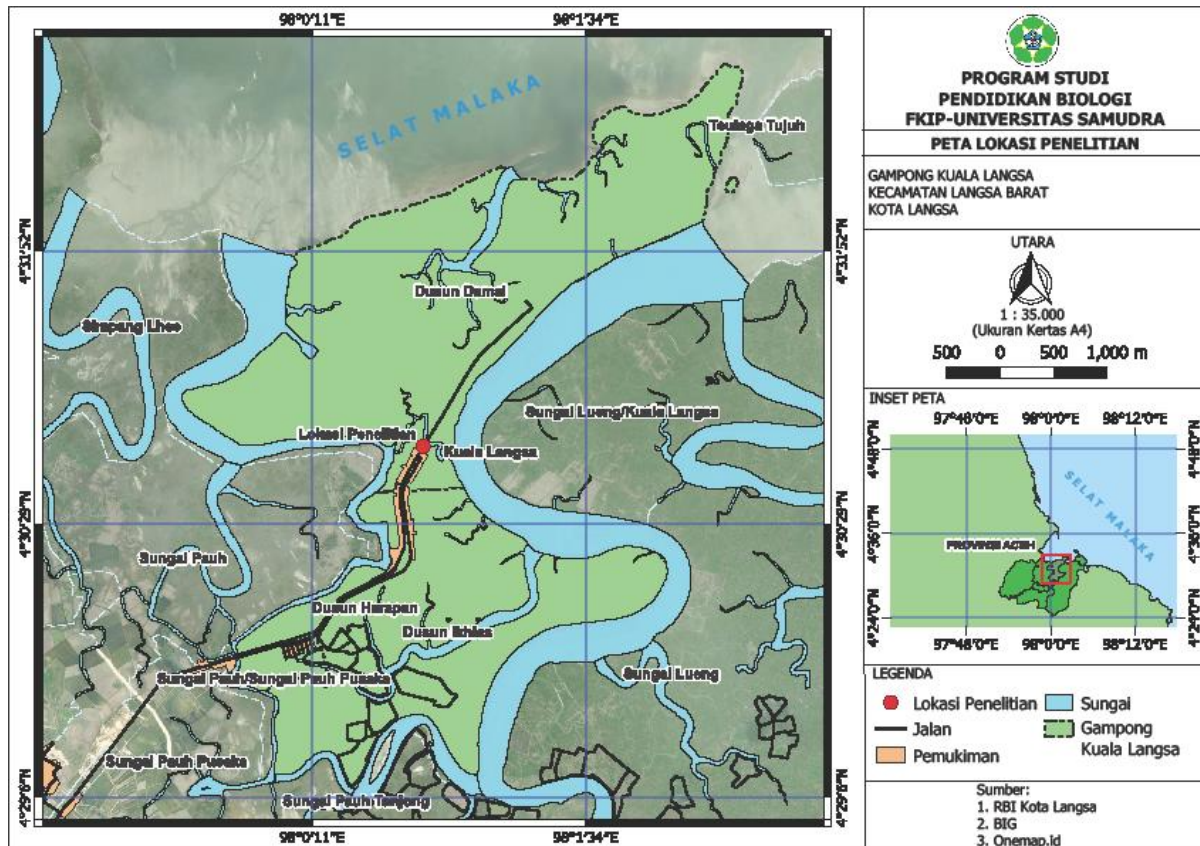 98°0'11"E
98°1'34"E
SELAT MALAKA
Teulaga Tujuh
4°31'52"N
4°31'52"N
Dusun Damai
Simpang Lhee
Sungai Lueng/Kuala Langsa
Lokasi Penelitian
Kuala Langsa
4°30'29"N
4°30'29"N
Sungai Pauh
Dusun Harapan
Dusun Ikhlas
Sungai Pauh/Sungai Pauh Pusaka
Sungai Lueng
Sungai Pauh Pusaka
Sungai Pauh Tanjong
4°29'6"N
4°29'6"N
98°0'11"E
98°1'34"E
PROGRAM STUDI
PENDIDIKAN BIOLOGI
FKIP-UNIVERSITAS SAMUDRA
PETA LOKASI PENELITIAN
GAMPONG KUALA LANGSA
KECAMATAN LANGSA BARAT
KOTA LANGSA
UTARA
1 : 35.000
(Ukuran Kertas A4)
500 0 500 1,000 m
INSET PETA
97°48'0"E 98°0'0"E 98°12'0"E
4°48'0"N
4°48'0"N
SELAT MALAKA
4°36'0"N
4°36'0"N
PROVINSI ACEH
4°24'0"N
4°24'0"N
97°48'0"E 98°0'0"E 98°12'0"E
LEGENDA
Lokasi Penelitian
Sungai
Jalan
Gampong
Kuala Langsa
Pemukiman
Sumber:
1. RBI Kota Langsa
2. BIG
3. Onemap.id